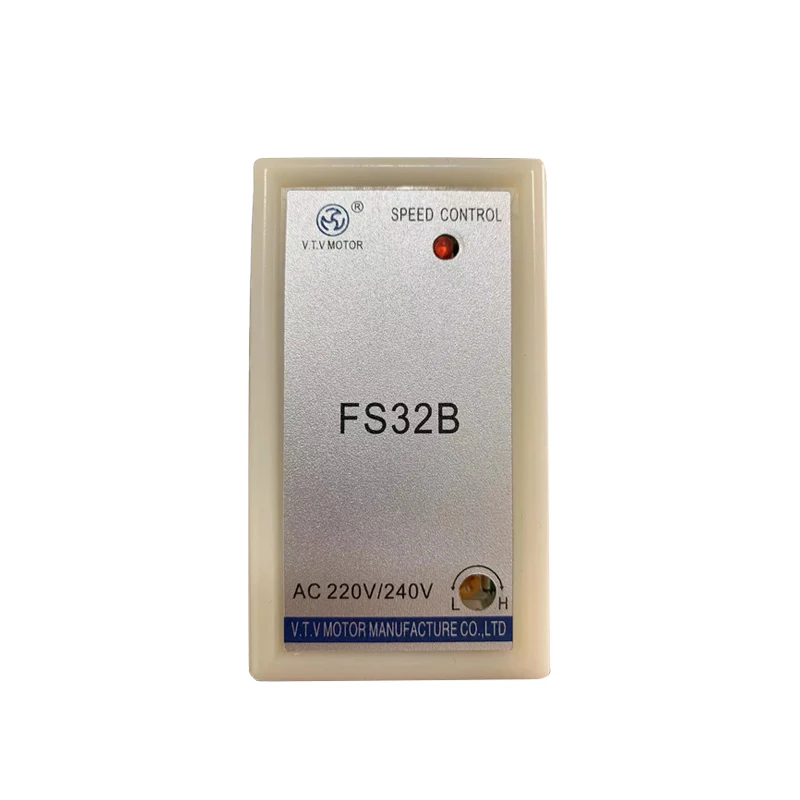 ®
V.T.V MOTOR
SPEED CONTROL
FS32B
AC 220V/240V
L H
V.T.V MOTOR MANUFACTURE CO.,LTD